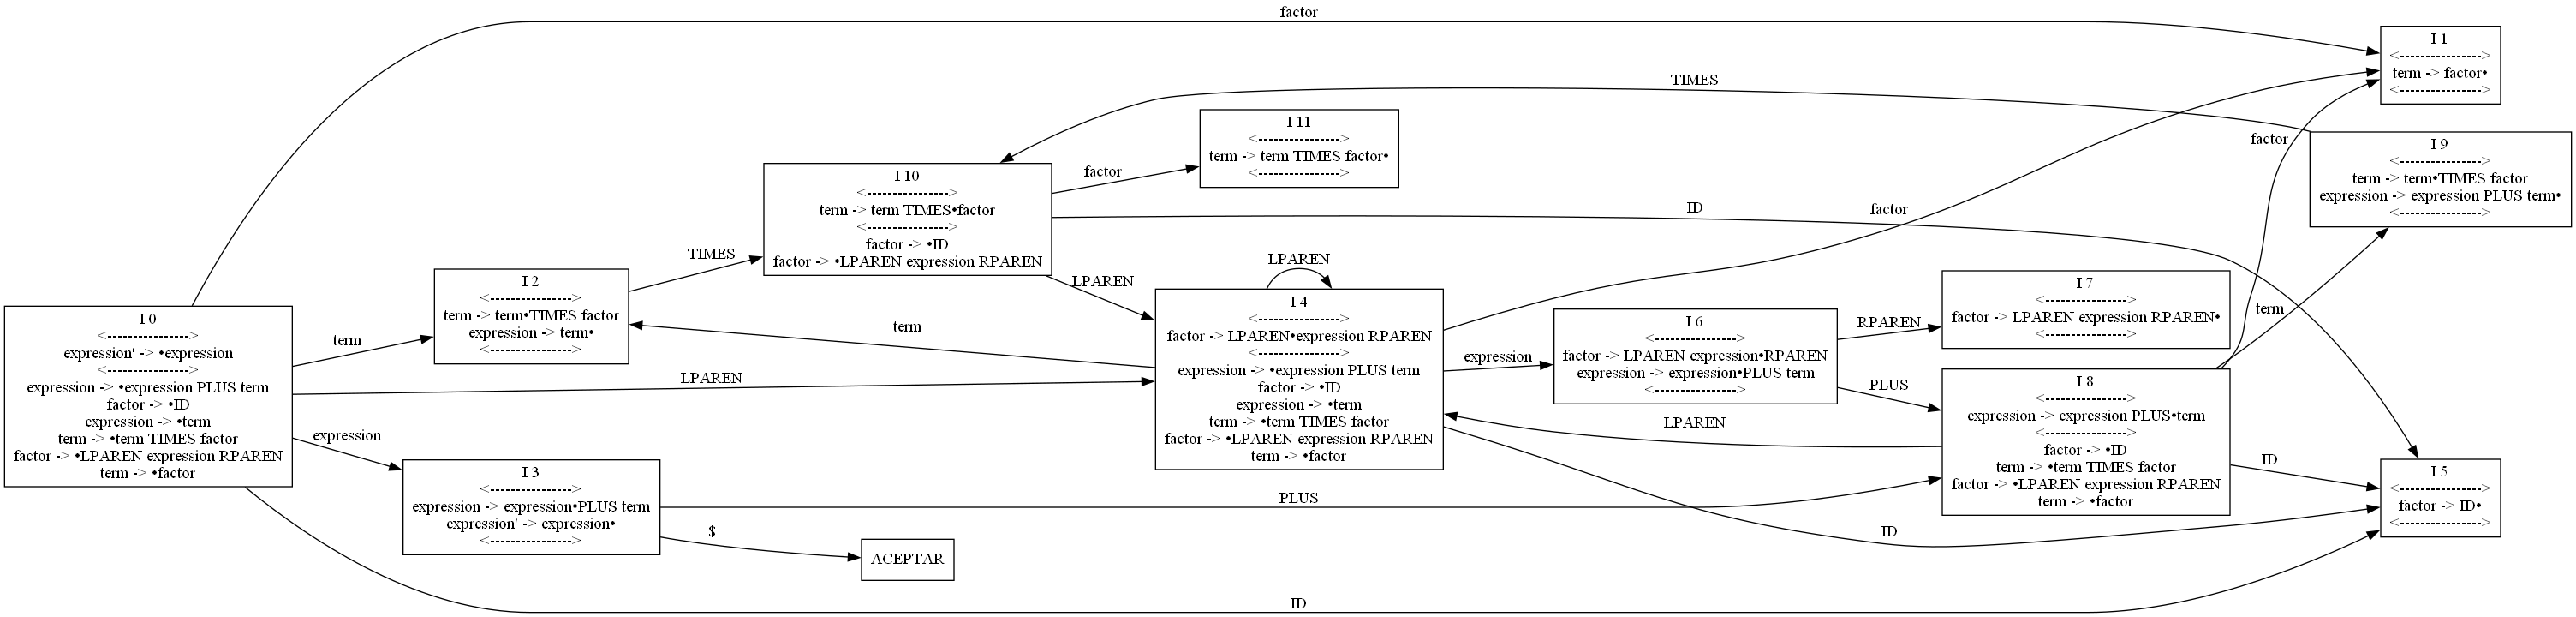 I 0
<------------------>
expression' -> •expression
<------------------>
expression -> •expression PLUS term
factor -> •ID
expression -> •term
term -> •term TIMES factor
factor -> •LPAREN expression RPAREN
term -> •factor
factor
term
LPAREN
expression
ID
I 2
<------------------>
term -> term•TIMES factor
expression -> term•
<------------------>
TIMES
I 3
<------------------>
expression -> expression•PLUS term
expression' -> expression•
<------------------>
PLUS
$
ACEPTAR
I 10
<------------------>
term -> term TIMES•factor
<------------------>
factor -> •ID
factor -> •LPAREN expression RPAREN
factor
ID
LPAREN
I 11
<------------------>
term -> term TIMES factor•
<------------------>
LPAREN
I 4
<------------------>
factor -> LPAREN•expression RPAREN
<------------------>
expression -> •expression PLUS term
factor -> •ID
expression -> •term
term -> •term TIMES factor
factor -> •LPAREN expression RPAREN
term -> •factor
term
factor
expression
ID
I 6
<------------------>
factor -> LPAREN expression•RPAREN
expression -> expression•PLUS term
<------------------>
RPAREN
PLUS
I 7
<------------------>
factor -> LPAREN expression RPAREN•
<------------------>
I 8
<------------------>
expression -> expression PLUS•term
<------------------>
factor -> •ID
term -> •term TIMES factor
factor -> •LPAREN expression RPAREN
term -> •factor
LPAREN
factor
term
ID
I 1
<------------------>
term -> factor•
<------------------>
I 9
<------------------>
term -> term•TIMES factor
expression -> expression PLUS term•
<------------------>
TIMES
I 5
<------------------>
factor -> ID•
<------------------>